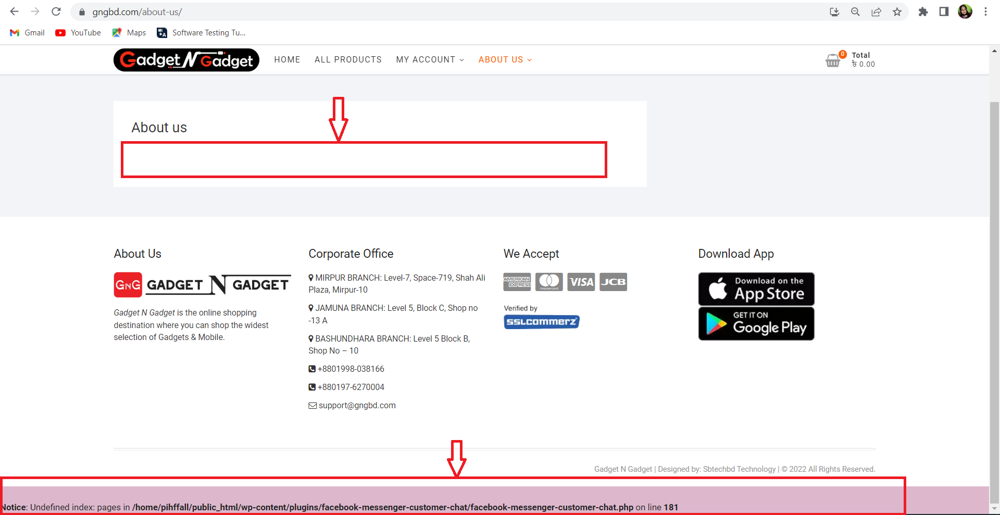 gngbd.com/about-us/
Gmail
YouTube
Maps
Software Testing Tu...
Gadget N Gadget
HOME
ALL PRODUCTS
MY ACCOUNT
ABOUT US
0
Total
৳ 0.00
About us
About Us
GnG GADGET N GADGET
Gadget N Gadget is the online shopping
destination where you can shop the widest
selection of Gadgets & Mobile.
Corporate Office
MIRPUR BRANCH: Level-7, Space-719, Shah Ali
Plaza, Mirpur-10
JAMUNA BRANCH: Level 5, Block C, Shop no
-13 A
BASHUNDHARA BRANCH: Level 5 Block B,
Shop No – 10
+8801998-038166
+880197-6270004
support@gngbd.com
We Accept
AMERICAN
EXPRESS
mastercard
VISA
JCB
Verified by
SSLCOMMERZ
Download App
Download on the
App Store
GET IT ON
Google Play
Gadget N Gadget | Designed by: Sbtechbd Technology | © 2022 All Rights Reserved.
Notice: Undefined index: pages in /home/pihffall/public_html/wp-content/plugins/facebook-messenger-customer-chat/facebook-messenger-customer-chat.php on line 181